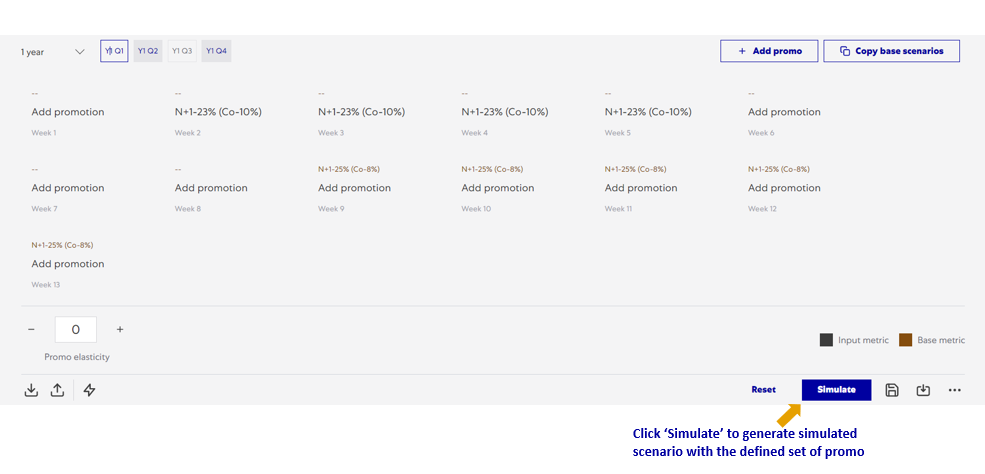 1 year Y1 Q1 Y1 Q2 Y1 Q3 Y1 Q4 + Add promo Copy base scenarios
-- -- -- -- -- --
Add promotion N+1-23% (Co-10%) N+1-23% (Co-10%) N+1-23% (Co-10%) N+1-23% (Co-10%) Add promotion
Week 1 Week 2 Week 3 Week 4 Week 5 Week 6
-- -- N+1-25% (Co-8%) N+1-25% (Co-8%) N+1-25% (Co-8%) N+1-25% (Co-8%)
Add promotion Add promotion Add promotion Add promotion Add promotion Add promotion
Week 7 Week 8 Week 9 Week 10 Week 11 Week 12
N+1-25% (Co-8%)
Add promotion
Week 13
− 0 +
Promo elasticity
Input metric Base metric
Reset Simulate
Click ‘Simulate’ to generate simulated
scenario with the defined set of promo